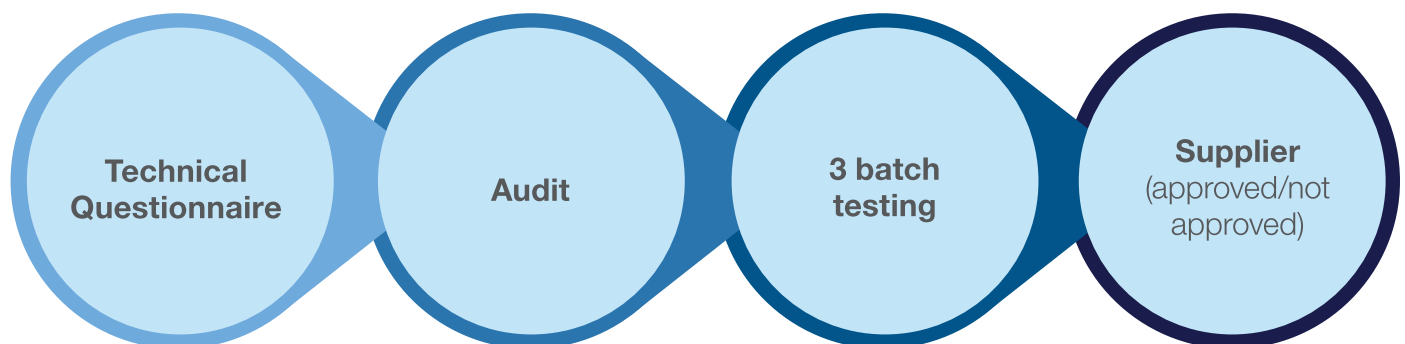 Technical
Questionnaire
Audit
3 batch
testing
Supplier
(approved/not
approved)